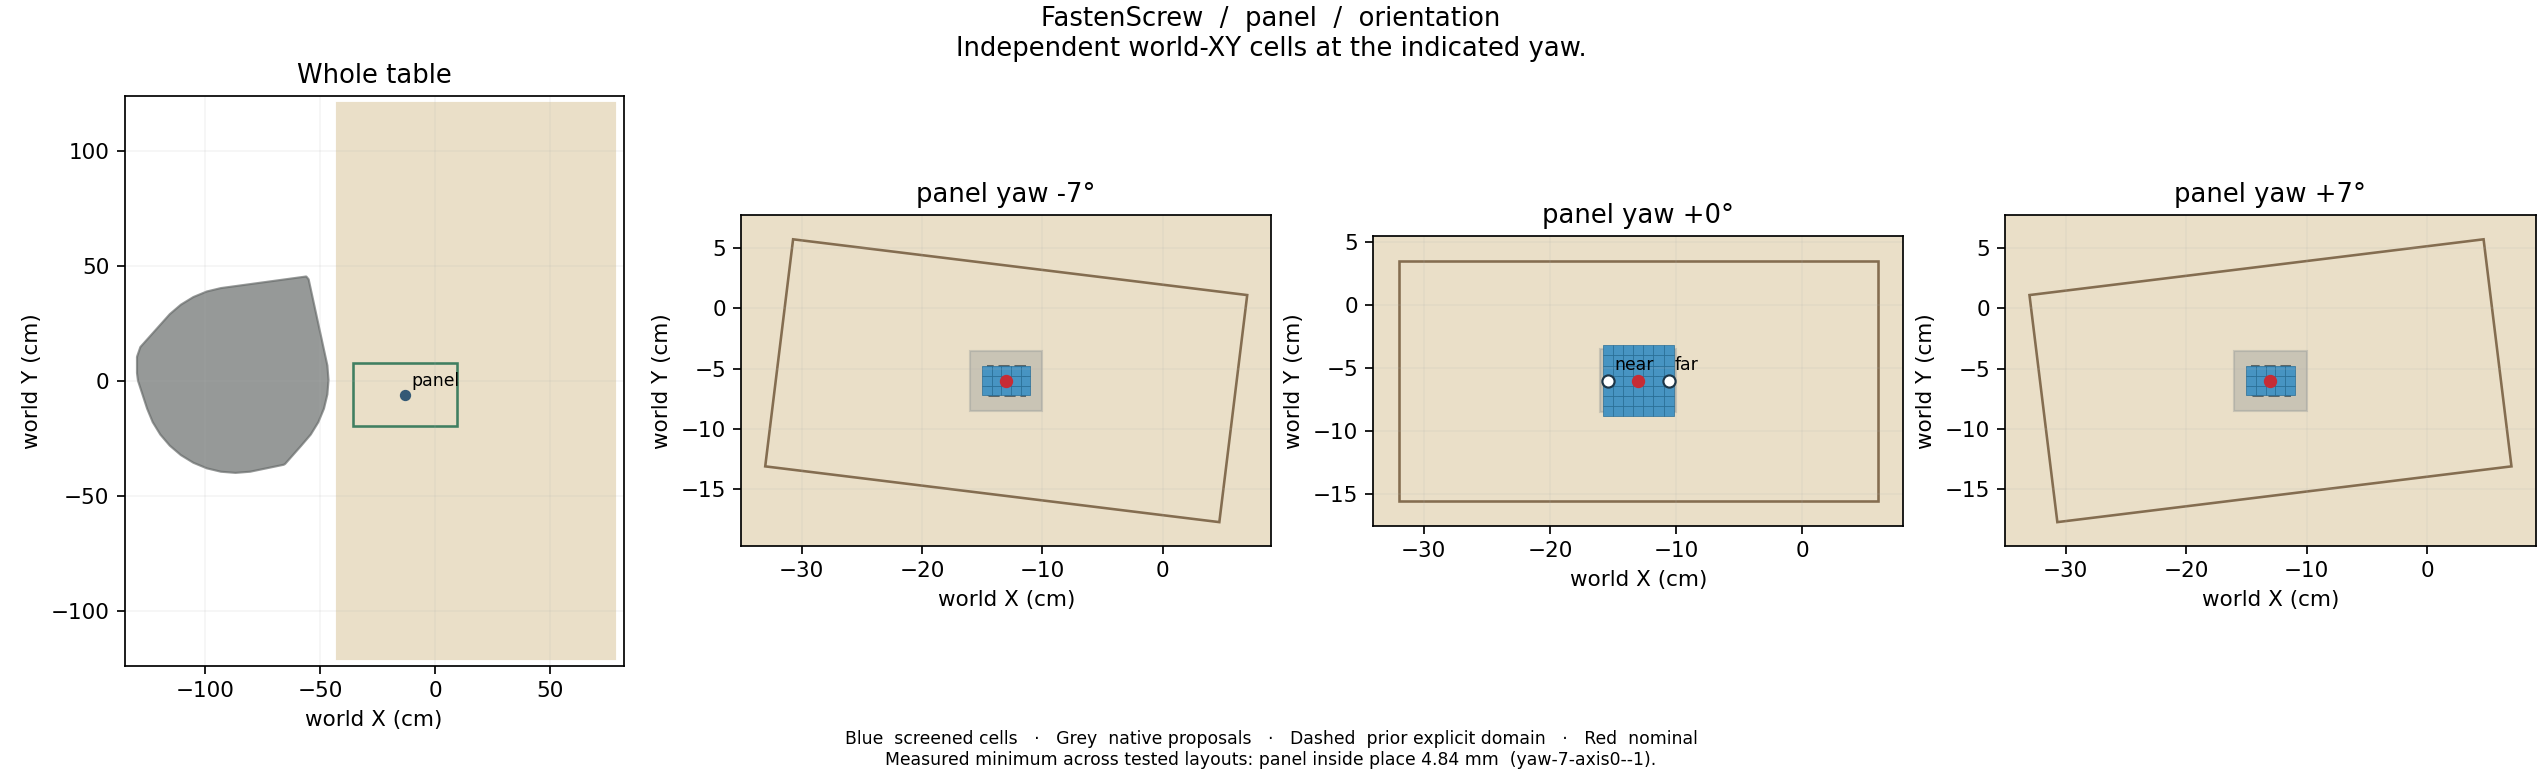 FastenScrew / panel / orientation
Independent world-XY cells at the indicated yaw.
Whole table
100
50
0
−50
−100
world Y (cm)
panel
−100
−50
0
50
world X (cm)
panel yaw -7°
5
0
−5
−10
−15
world Y (cm)
−30
−20
−10
0
world X (cm)
panel yaw +0°
5
0
−5
−10
−15
world Y (cm)
near
far
−30
−20
−10
0
world X (cm)
panel yaw +7°
5
0
−5
−10
−15
world Y (cm)
−30
−20
−10
0
world X (cm)
Blue screened cells · Grey native proposals · Dashed prior explicit domain · Red nominal
Measured minimum across tested layouts: panel inside place 4.84 mm (yaw-7-axis0--1).